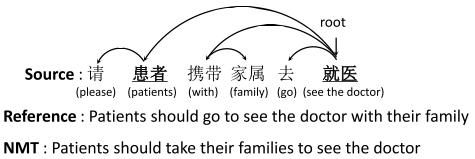 root
Source : 请 患者 携带 家属 去 就医
(please) (patients) (with) (family) (go) (see the doctor)
Reference : Patients should go to see the doctor with their family
NMT : Patients should take their families to see the doctor